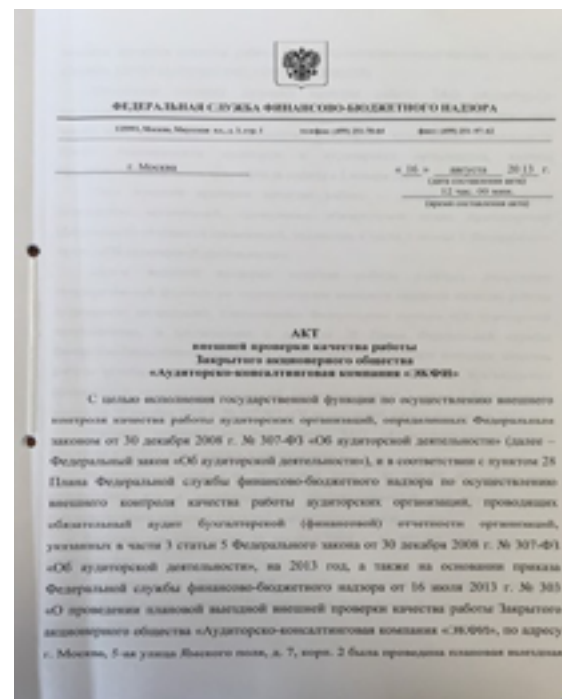 ФЕДЕРАЛЬНАЯ СЛУЖБА ФИНАНСОВО-БЮДЖЕТНОГО НАДЗОРА
г. Москва
« 16 » августа 2013 г.
(дата составления акта)
12 час. 00 мин.
(время составления акта)
АКТ
внешней проверки качества работы
Закрытого акционерного общества
«Аудиторско-консалтинговая компания «ЭКФИ»
С целью исполнения государственной функции по осуществлению внешнего
контроля качества работы аудиторских организаций, определенных Федеральным
законом от 30 декабря 2008 г. № 307-ФЗ «Об аудиторской деятельности» (далее –
Федеральный закон «Об аудиторской деятельности»), и в соответствии с пунктом 28
Плана Федеральной службы финансово-бюджетного надзора по осуществлению
внешнего контроля качества работы аудиторских организаций, проводящих
обязательный аудит бухгалтерской (финансовой) отчетности организаций,
указанных в части 3 статьи 5 Федерального закона от 30 декабря 2008 г. № 307-ФЗ
«Об аудиторской деятельности», на 2013 год, а также на основании приказа
Федеральной службы финансово-бюджетного надзора от 16 июля 2013 г. № 303
«О проведении плановой выездной внешней проверки качества работы Закрытого
акционерного общества «Аудиторско-консалтинговая компания «ЭКФИ», по адресу
г. Москва, 5-ая улица Ямского поля, д. 7, корп. 2 была проведена плановая выездная